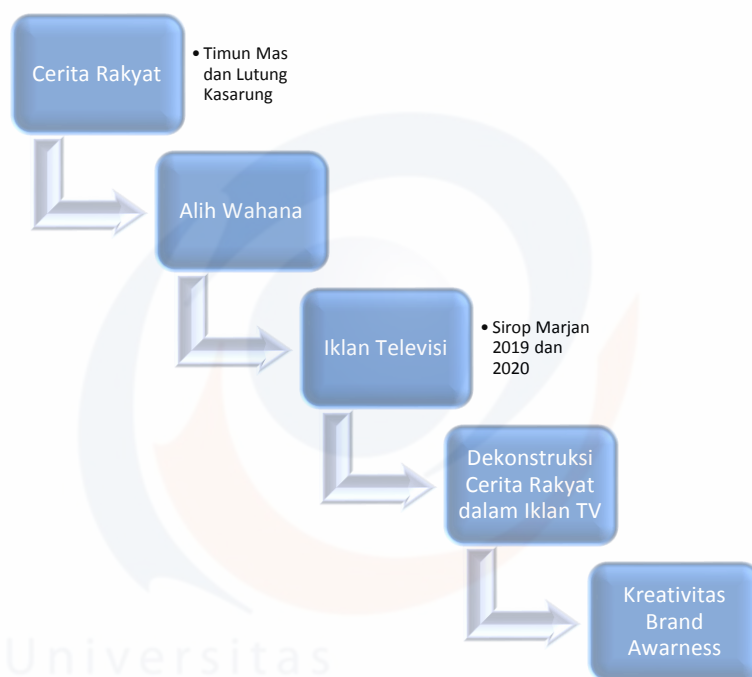 Cerita Rakyat
• Timun Mas
dan Lutung
Kasarung
Alih Wahana
Iklan Televisi
• Sirop Marjan
2019 dan
2020
Dekonstruksi
Cerita Rakyat
dalam Iklan TV
Kreativitas
Brand
Awarness
Universitas